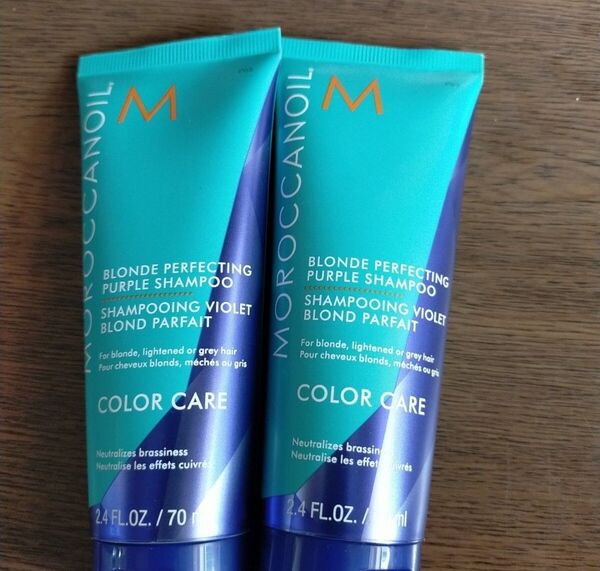 M
MOROCCANOIL
BLONDE PERFECTING
PURPLE SHAMPOO
SHAMPOOING VIOLET
BLOND PARFAIT
For blonde, lightened or grey hair
Pour cheveux blonds, méchés ou gris
COLOR CARE
Neutralizes brassiness
Neutralise les effets cuivrés
2.4 FL.OZ. / 70
M
MOROCCANOIL
BLONDE PERFECTING
PURPLE SHAMPOO
SHAMPOOING VIOLET
BLOND PARFAIT
For blonde, lightened or grey hair
Pour cheveux blonds, méchés ou gris
COLOR CARE
Neutralizes
Neutralise les effets cuivrés
2.4 FL.OZ. / ml